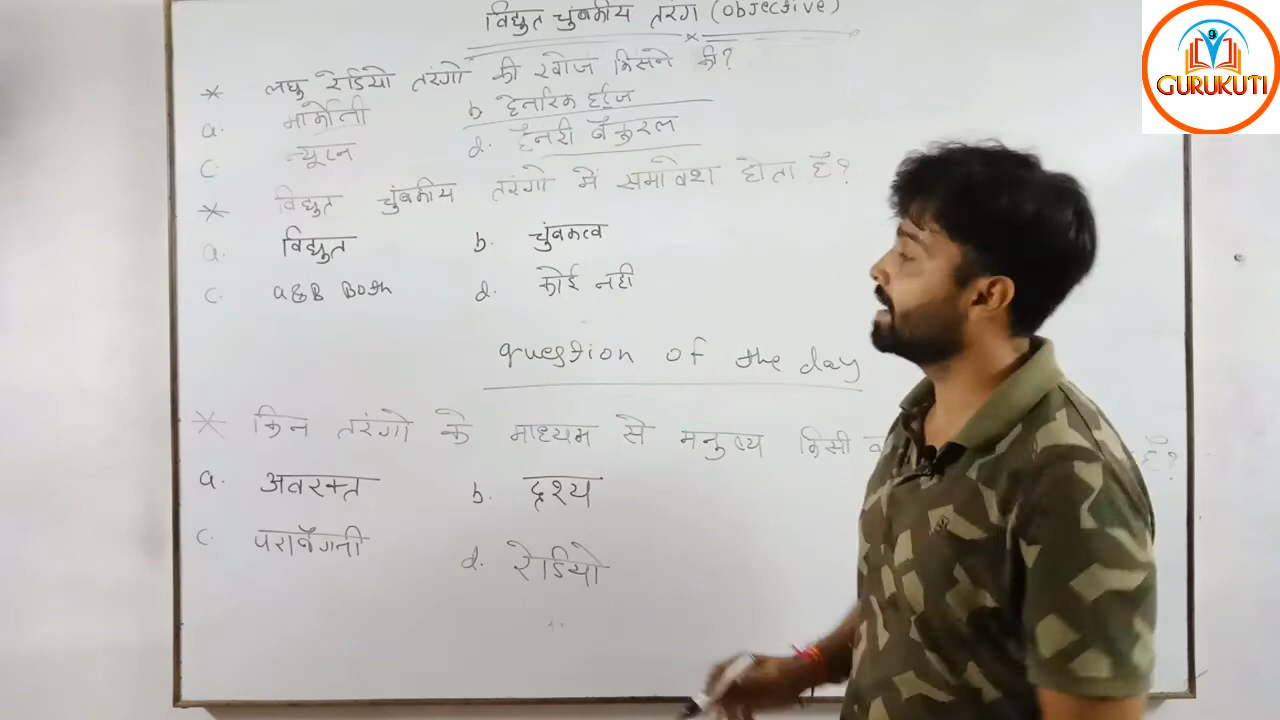 विद्युत चुंबकीय तरंग (objective)
GURUKUTI
* लघु रेडियो तरंगो की खोज किसने की?
a. मार्कोनी b हेनरिक हर्ट्ज
c. न्यूटन d. हैनरी बैकुरल
* विद्युत चुंबकीय तरंगो में समावेश होता है?
a. विद्युत b. चुंबकत्व
c. a & B Both d. कोई नही
question of the day
* किन तरंगो के माध्यम से मनुष्य किसी है?
a. अवरक्त b. दृश्य
c. पराबैंगनी d. रेडियो